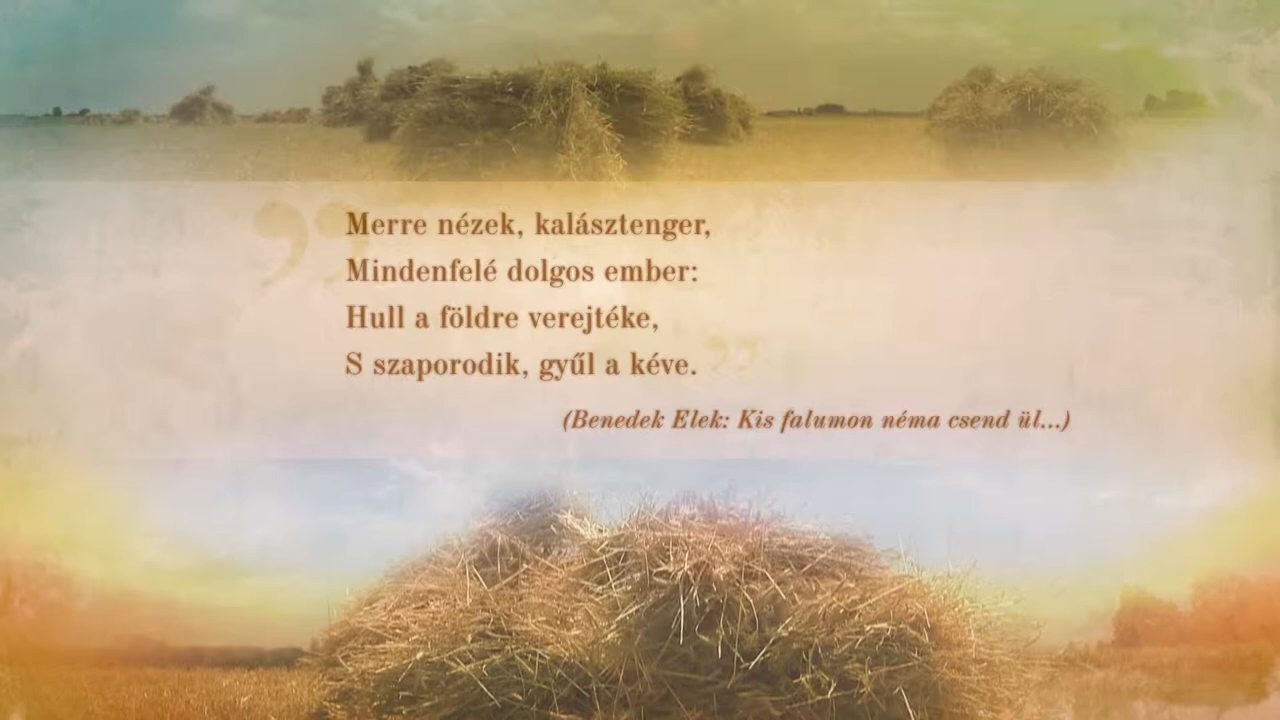 Merre nézek, kalásztenger,
Mindenfelé dolgos ember:
Hull a földre verejtéke,
S szaporodik, gyűl a kéve.
(Benedek Elek: Kis falumon néma csend ül...)